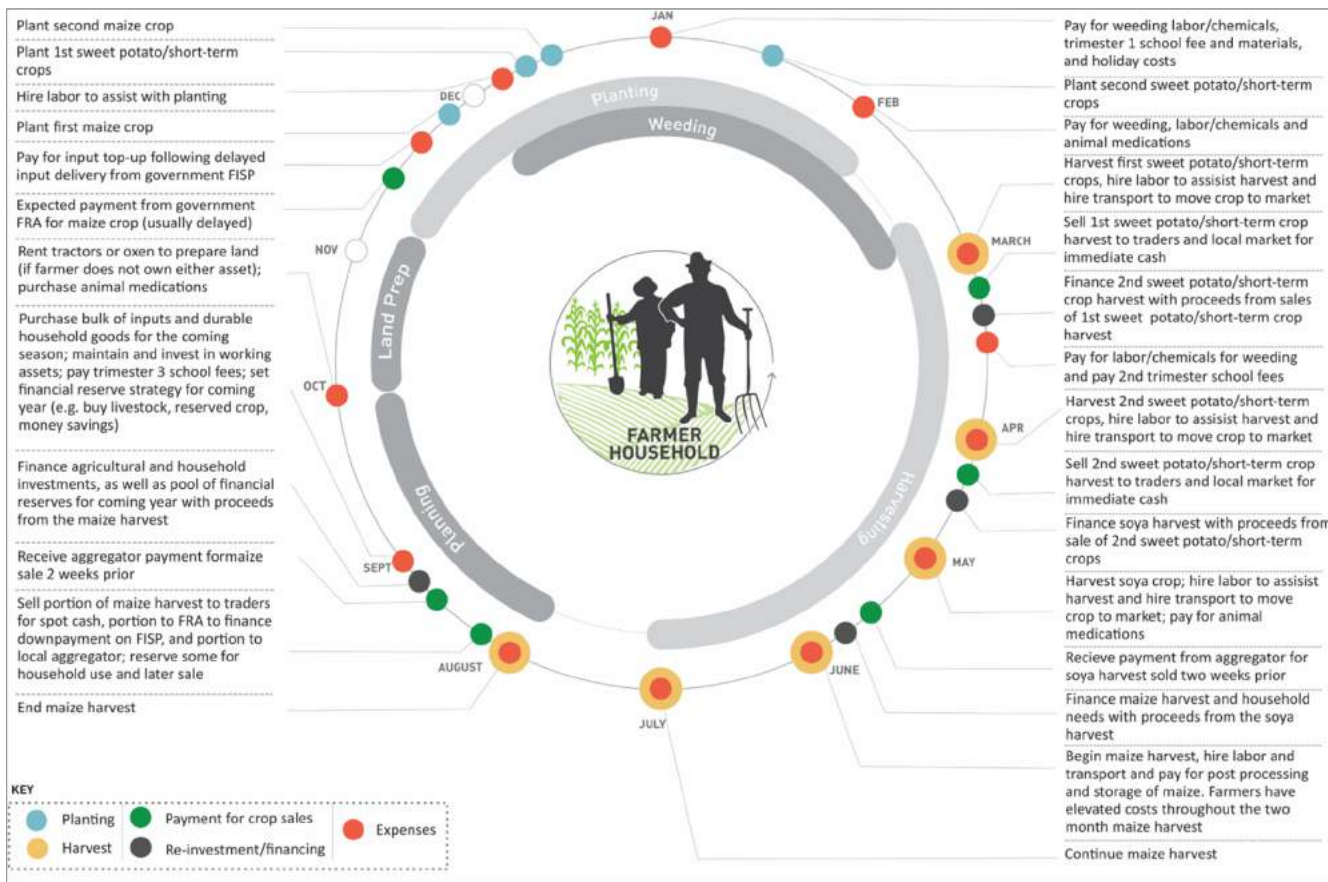 Plant second maize crop
Plant 1st sweet potato/short-term
crops
Hire labor to assist with planting
Plant first maize crop
Pay for input top-up following delayed
input delivery from government FISP
Expected payment from government
FRA for maize crop (usually delayed)
Rent tractors or oxen to prepare land
(if farmer does not own either asset);
purchase animal medications
Purchase bulk of inputs and durable
household goods for the coming
season; maintain and invest in working
assets; pay trimester 3 school fees; set
financial reserve strategy for coming
year (e.g. buy livestock, reserved crop,
money savings)
Finance agricultural and household
investments, as well as pool of financial
reserves for coming year with proceeds
from the maize harvest
Receive aggregator payment formaize
sale 2 weeks prior
Sell portion of maize harvest to traders
for spot cash, portion to FRA to finance
downpayment on FISP, and portion to
local aggregator; reserve some for
household use and later sale
End maize harvest
JAN
FEB
MARCH
APR
MAY
JUNE
JULY
AUGUST
SEPT
OCT
NOV
DEC
Planting
Weeding
Harvesting
Planning
Land Prep
FARMER
HOUSEHOLD
Pay for weeding labor/chemicals,
trimester 1 school fee and materials,
and holiday costs
Plant second sweet potato/short-term
crops
Pay for weeding, labor/chemicals and
animal medications
Harvest first sweet potato/short-term
crops, hire labor to assisist harvest and
hire transport to move crop to market
Sell 1st sweet potato/short-term crop
harvest to traders and local market for
immediate cash
Finance 2nd sweet potato/short-term
crop harvest with proceeds from sales
of 1st sweet potato/short-term crop
harvest
Pay for labor/chemicals for weeding
and pay 2nd trimester school fees
Harvest 2nd sweet potato/short-term
crops, hire labor to assisist harvest and
hire transport to move crop to market
Sell 2nd sweet potato/short-term crop
harvest to traders and local market for
immediate cash
Finance soya harvest with proceeds from
sale of 2nd sweet potato/short-term
crops
Harvest soya crop; hire labor to assisist
harvest and hire transport to move
crop to market; pay for animal
medications
Recieve payment from aggregator for
soya harvest sold two weeks prior
Finance maize harvest and household
needs with proceeds from the soya
harvest
Begin maize harvest, hire labor and
transport and pay for post processing
and storage of maize. Farmers have
elevated costs throughout the two
month maize harvest
Continue maize harvest
KEY
Planting
Harvest
Payment for crop sales
Re-investment/financing
Expenses